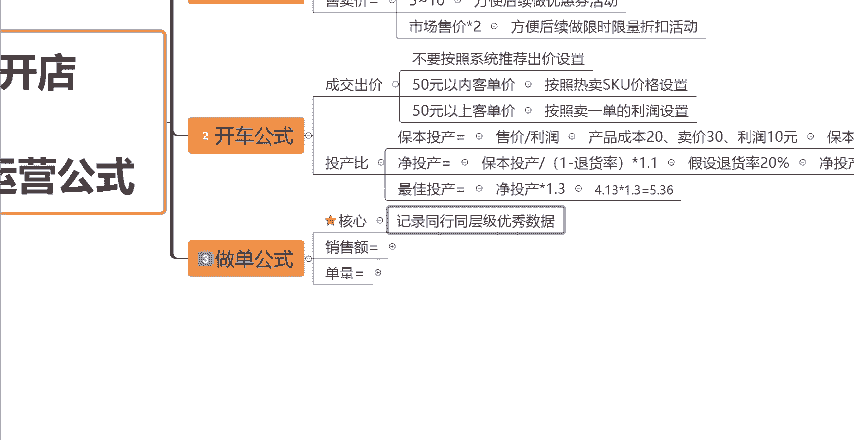 售卖价=
5~10
方便后续做优惠券活动
市场售价*2
方便后续做限时限量折扣活动
开店
运营公式
2 开车公式
成交出价
不要按照系统推荐出价设置
50元以内客单价
按照热卖SKU价格设置
50元以上客单价
按照卖一单的利润设置
投产比
保本投产=
售价/利润
产品成本20、卖价30、利润10元
保本
净投产=
保本投产/（1-退货率）*1.1
假设退货率20%
净投产
最佳投产=
净投产*1.3
4.13*1.3=5.36
3 做单公式
核心
记录同行同层级优秀数据
销售额=
单量=